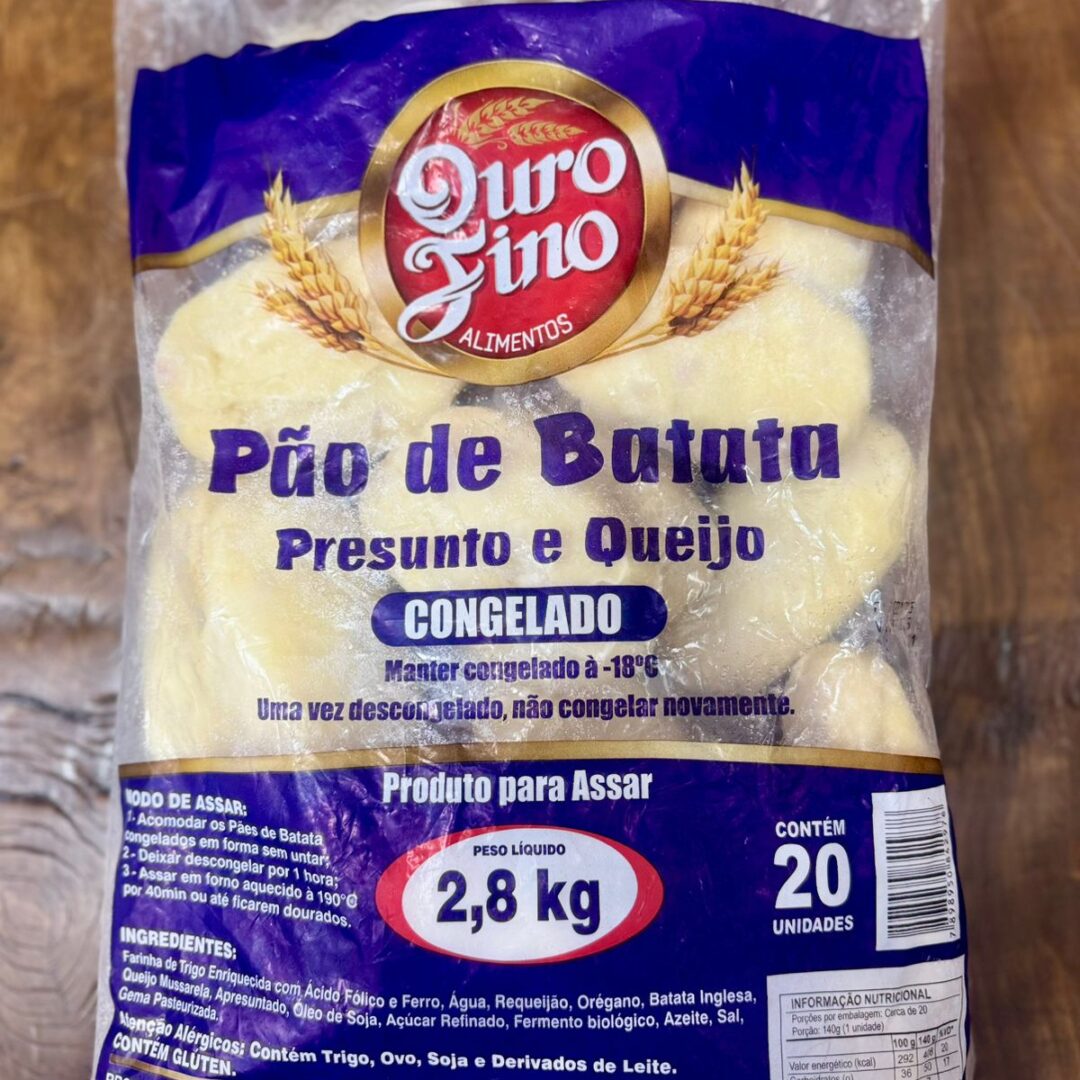 Ouro
Fino
ALIMENTOS
Pão de Batata
Presunto e Queijo
CONGELADO
Manter congelado à -18ºC
Uma vez descongelado, não congelar novamente.
Produto para Assar
MODO DE ASSAR:
1- Acomodar os Pães de Batata
congelados em forma sem untar;
2- Deixar descongelar por 1 hora;
3- Assar em forno aquecido à 190°C
por 40min ou até ficarem dourados.
PESO LÍQUIDO
2,8 kg
CONTÉM
20
UNIDADES
INGREDIENTES:
Farinha de Trigo Enriquecida com Ácido Fólico e Ferro, Água, Requeijão, Orégano, Batata Inglesa,
Queijo Mussarela, Apresuntado, Óleo de Soja, Açúcar Refinado, Fermento biológico, Azeite, Sal,
Gema Pasteurizada.
Atenção Alérgicos: Contém Trigo, Ovo, Soja e Derivados de Leite.
CONTÉM GLÚTEN.
INFORMAÇÃO NUTRICIONAL
Porções por embalagem: Cerca de 20
Porção: 140g (1 unidade)
100 g 140 g %VD*
Valor energético (kcal) 292 408 20
Carboidratos (g) 36 50 17